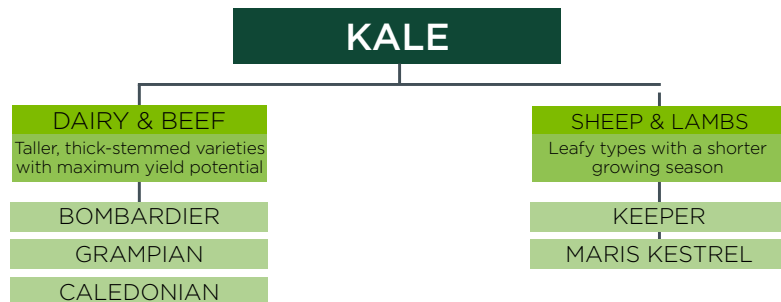 KALE
DAIRY & BEEF
Taller, thick-stemmed varieties
with maximum yield potential
BOMBARDIER
GRAMPIAN
CALEDONIAN
SHEEP & LAMBS
Leafy types with a shorter
growing season
KEEPER
MARIS KESTREL